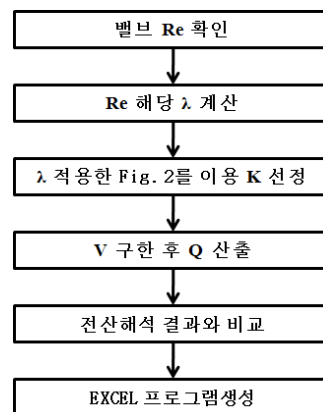 밸브 Re 확인
Re 해당 λ 계산
λ 적용한 Fig. 2를 이용 K 선정
V 구한 후 Q 산출
전산해석 결과와 비교
EXCEL 프로그램생성